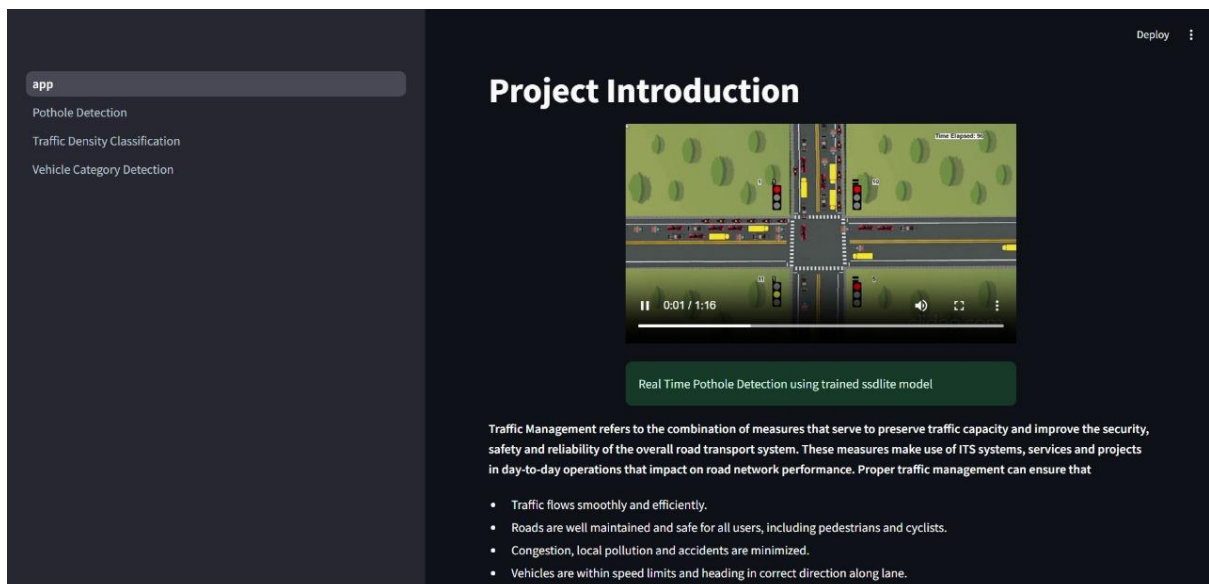 Deploy
app
Pothole Detection
Traffic Density Classification
Vehicle Category Detection
Project Introduction
Time Elapsed: 96
0:01 / 1:16
Real Time Pothole Detection using trained ssdlite model
Traffic Management refers to the combination of measures that serve to preserve traffic capacity and improve the security,
safety and reliability of the overall road transport system. These measures make use of ITS systems, services and projects
in day-to-day operations that impact on road network performance. Proper traffic management can ensure that
• Traffic flows smoothly and efficiently.
• Roads are well maintained and safe for all users, including pedestrians and cyclists.
• Congestion, local pollution and accidents are minimized.
• Vehicles are within speed limits and heading in correct direction along lane.